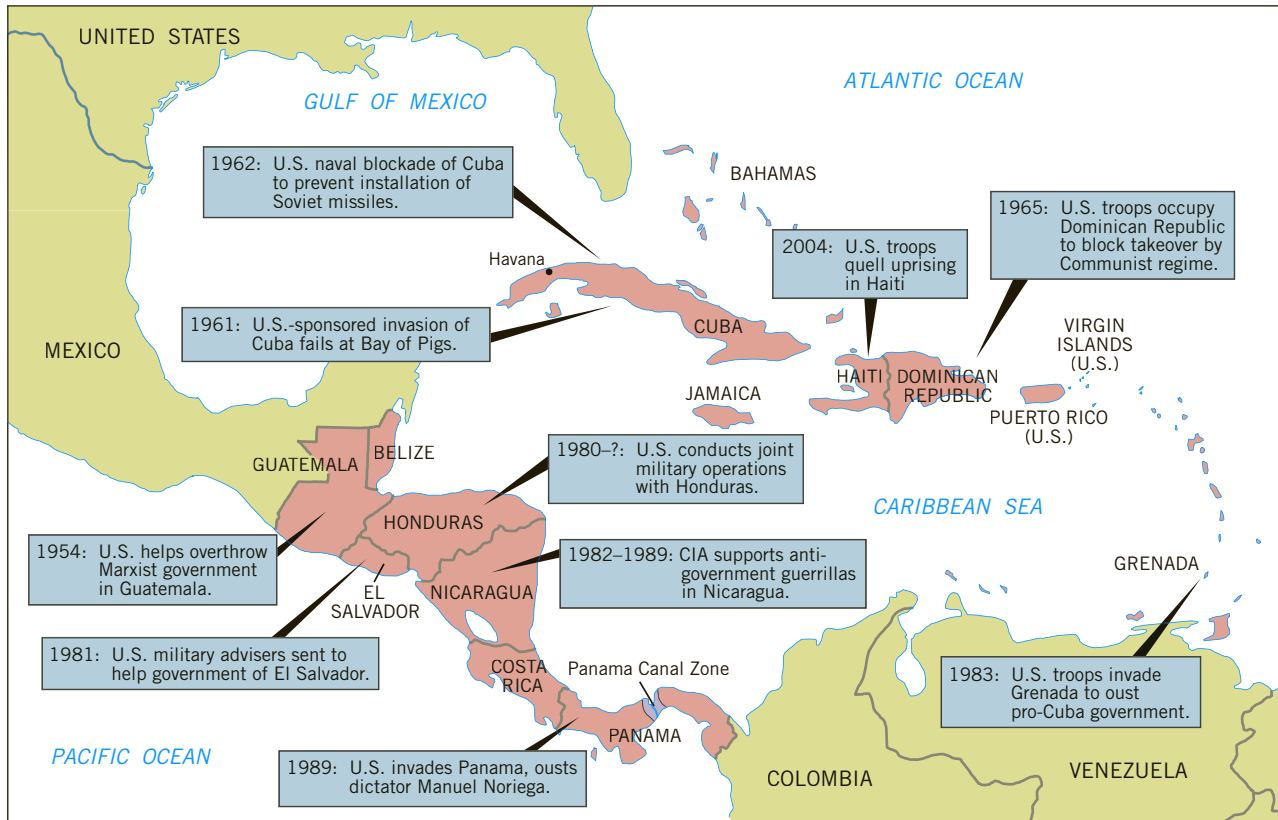 UNITED STATES
ATLANTIC OCEAN
GULF OF MEXICO
1962: U.S. naval blockade of Cuba
to prevent installation of
Soviet missiles.
BAHAMAS
1965: U.S. troops occupy
Dominican Republic
to block takeover by
Communist regime.
2004: U.S. troops
quell uprising
in Haiti
Havana
1961: U.S.-sponsored invasion of
Cuba fails at Bay of Pigs.
CUBA
MEXICO
VIRGIN
ISLANDS
(U.S.)
HAITI
DOMINICAN
REPUBLIC
JAMAICA
PUERTO RICO
(U.S.)
GUATEMALA
BELIZE
1980–?: U.S. conducts joint
military operations
with Honduras.
CARIBBEAN SEA
HONDURAS
1954: U.S. helps overthrow
Marxist government
in Guatemala.
1982–1989: CIA supports anti-
government guerrillas
in Nicaragua.
GRENADA
EL
SALVADOR
NICARAGUA
1981: U.S. military advisers sent to
help government of El Salvador.
COSTA
RICA
Panama Canal Zone
1983: U.S. troops invade
Grenada to oust
pro-Cuba government.
PANAMA
PACIFIC OCEAN
1989: U.S. invades Panama, ousts
dictator Manuel Noriega.
COLOMBIA
VENEZUELA